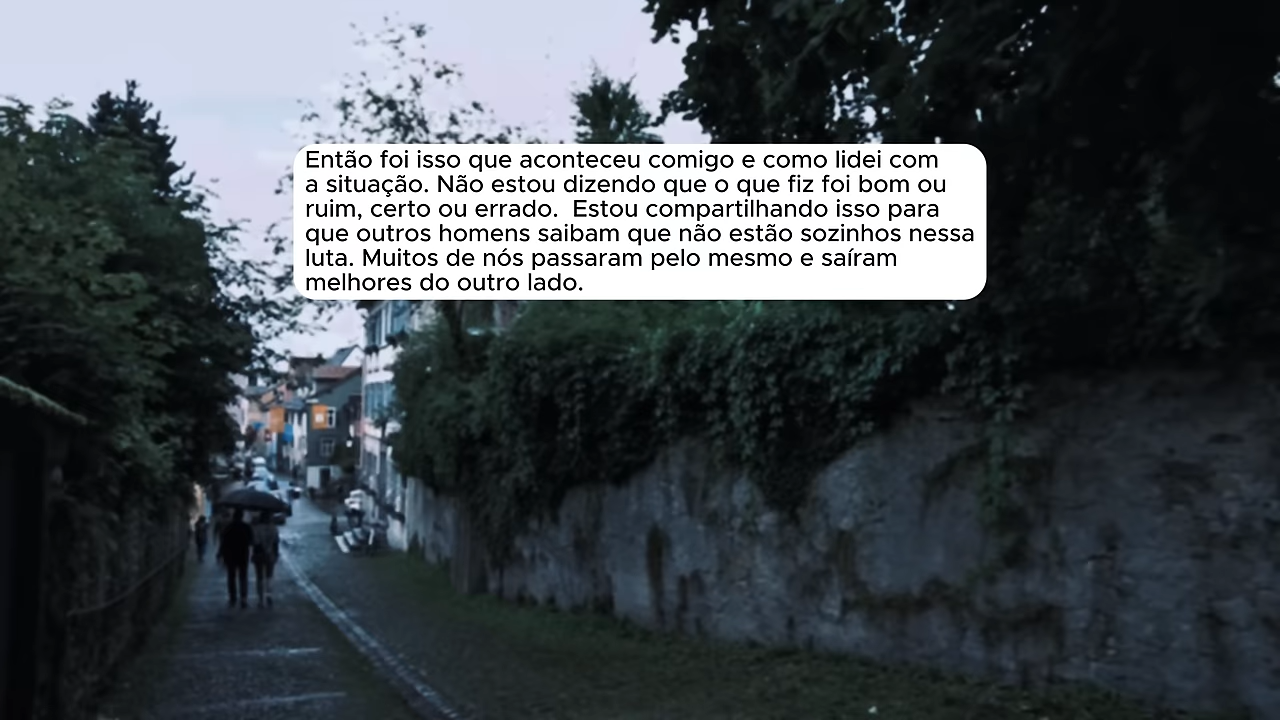 Então foi isso que aconteceu comigo e como lidei com
a situação. Não estou dizendo que o que fiz foi bom ou
ruim, certo ou errado.  Estou compartilhando isso para
que outros homens saibam que não estão sozinhos nessa
luta. Muitos de nós passaram pelo mesmo e saíram
melhores do outro lado.